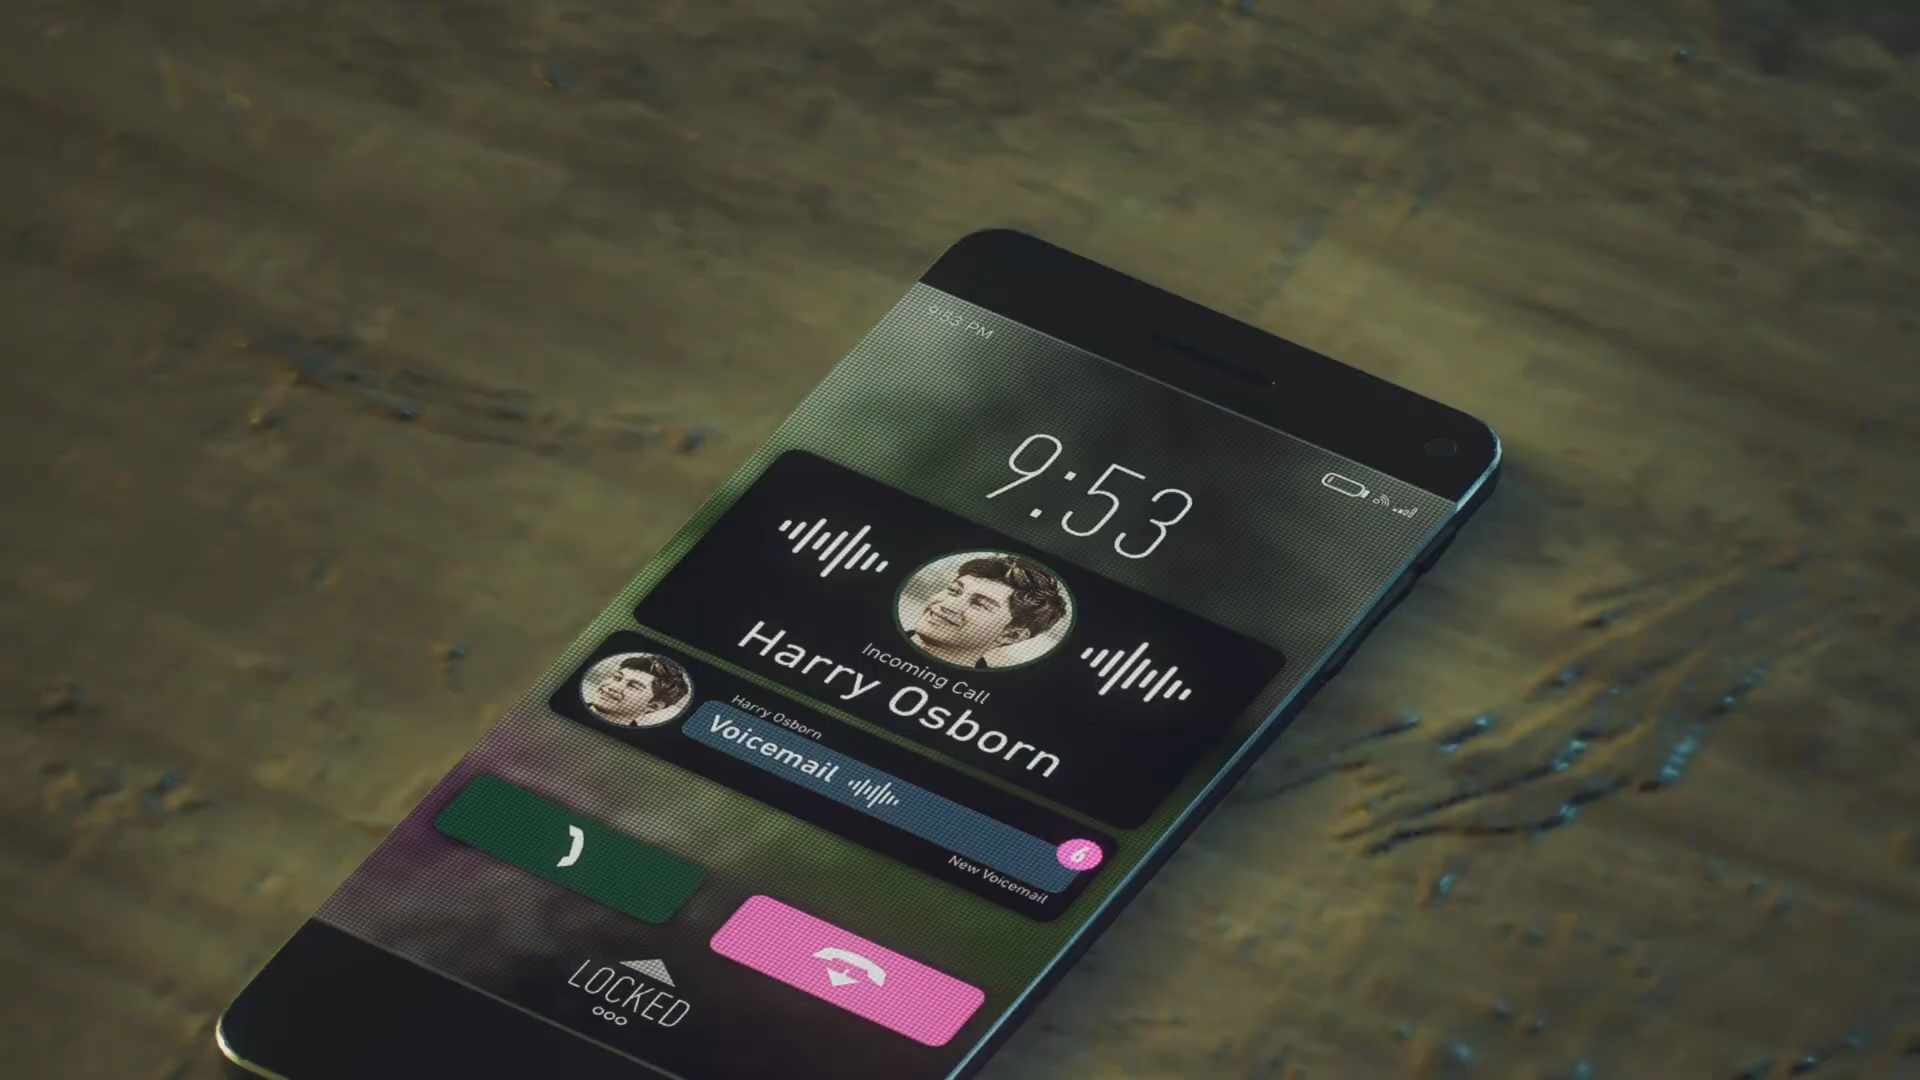 9:53 PM
9:53
Incoming Call
Harry Osborn
Harry Osborn
Voicemail
6
New Voicemail
LOCKED